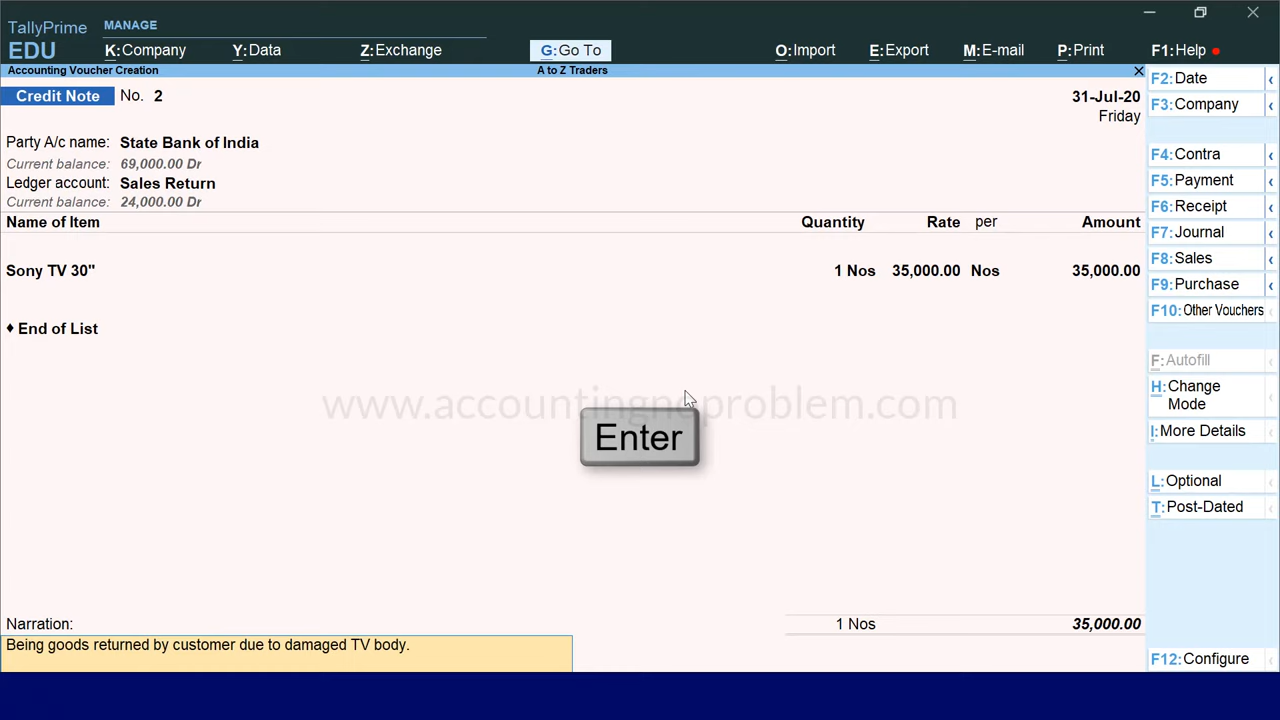 TallyPrime MANAGE
EDU K:Company Y:Data Z:Exchange G:Go To O:Import E:Export M:E-mail P:Print F1:Help
Accounting Voucher Creation A to Z Traders
Credit Note No. 2 31-Jul-20
Friday
Party A/c name: State Bank of India
Current balance: 69,000.00 Dr
Ledger account: Sales Return
Current balance: 24,000.00 Dr
Name of Item Quantity Rate per Amount
Sony TV 30" 1 Nos 35,000.00 Nos 35,000.00
♦ End of List
www.accountingnoproblem.com
Enter
Narration: 1 Nos 35,000.00
Being goods returned by customer due to damaged TV body.
F2:Date
F3:Company
F4:Contra
F5:Payment
F6:Receipt
F7:Journal
F8:Sales
F9:Purchase
F10:Other Vouchers
F:Autofill
H:Change
Mode
I:More Details
L:Optional
T:Post-Dated
F12:Configure